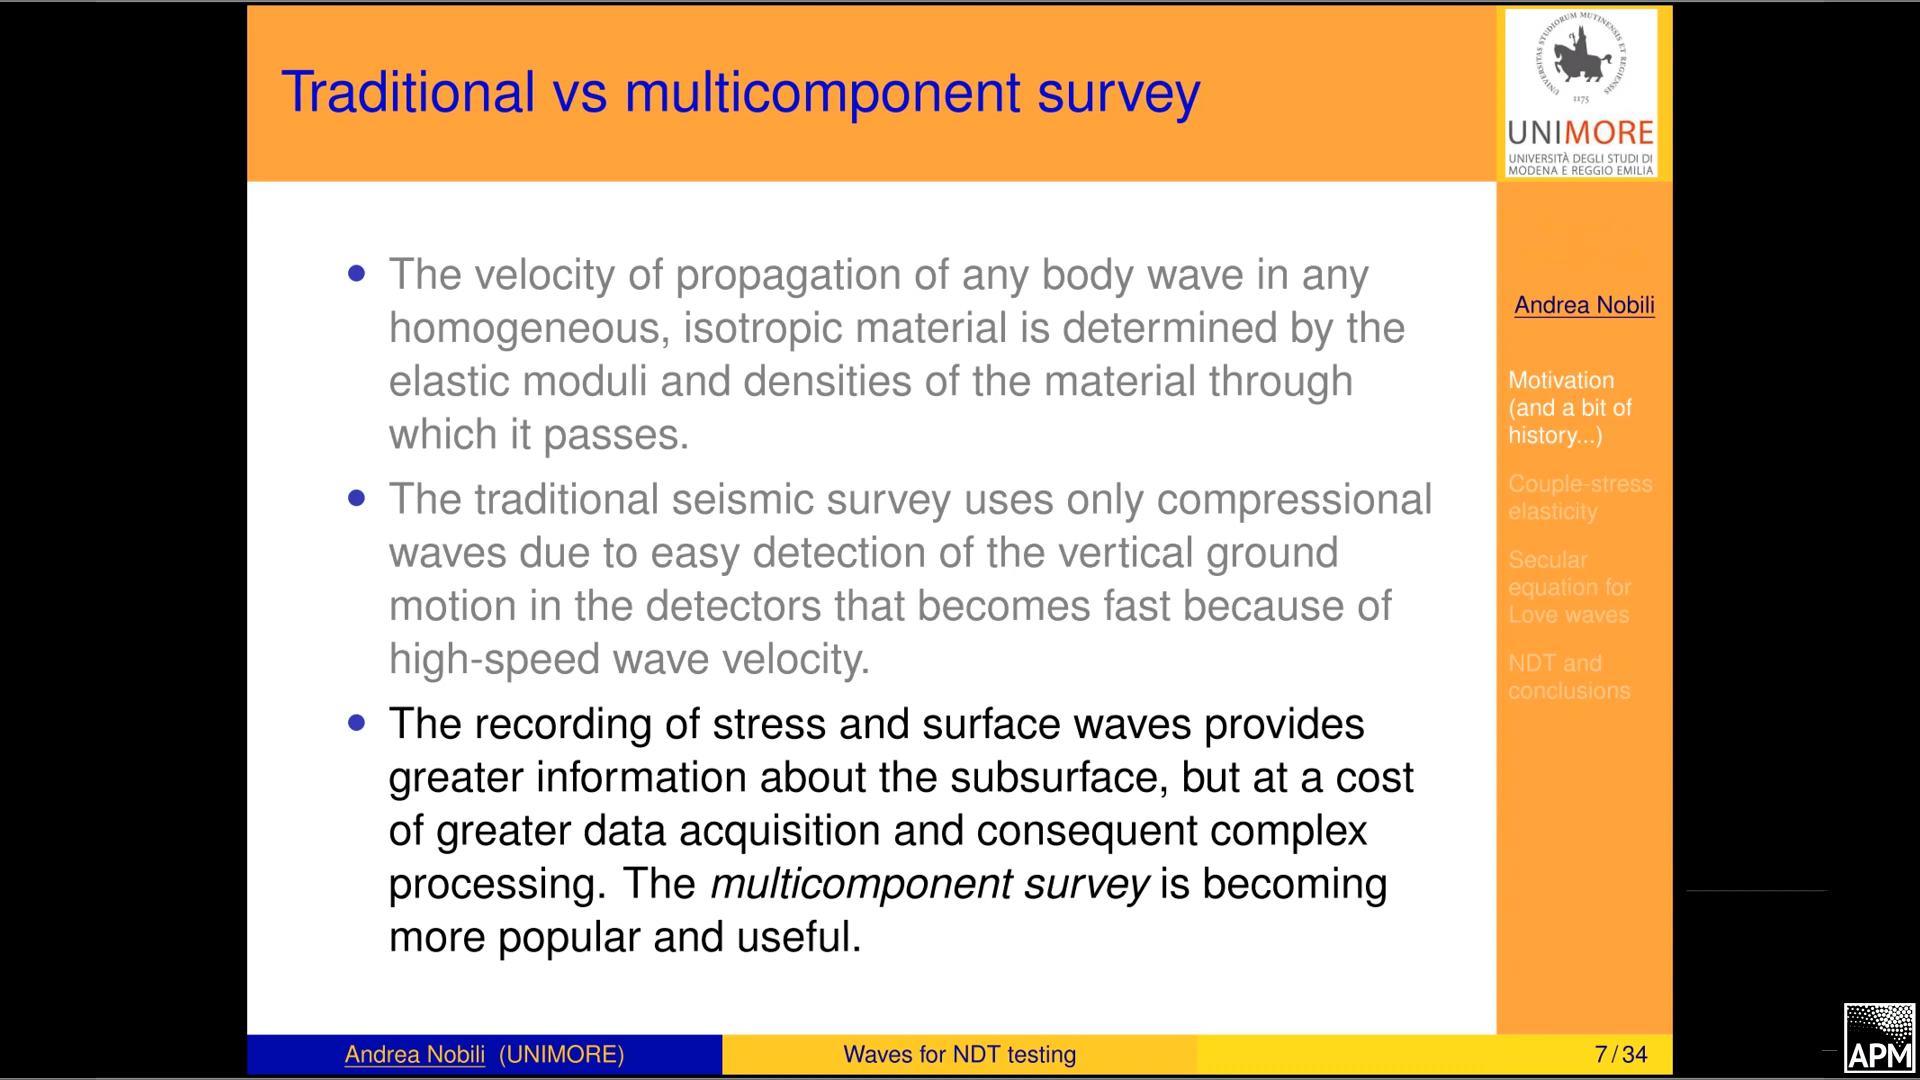 Traditional vs multicomponent survey
UNIVERSITAS STUDIORUM MUTINENSIS ET REGIENSIS
1175
UNIMORE
UNIVERSITÀ DEGLI STUDI DI
MODENA E REGGIO EMILIA
• The velocity of propagation of any body wave in any
homogeneous, isotropic material is determined by the
elastic moduli and densities of the material through
which it passes.
• The traditional seismic survey uses only compressional
waves due to easy detection of the vertical ground
motion in the detectors that becomes fast because of
high-speed wave velocity.
• The recording of stress and surface waves provides
greater information about the subsurface, but at a cost
of greater data acquisition and consequent complex
processing. The multicomponent survey is becoming
more popular and useful.
Andrea Nobili
Motivation
(and a bit of
history...)
Couple-stress
elasticity
Secular
equation for
Love waves
NDT and
conclusions
Andrea Nobili (UNIMORE)
Waves for NDT testing
7 / 34
APM